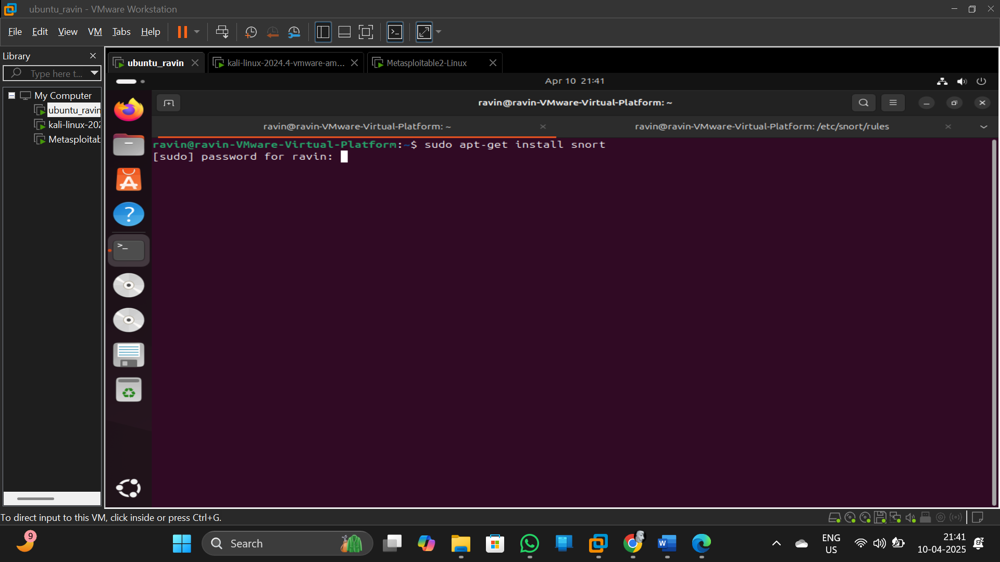 ubuntu_ravin - VMware Workstation
File Edit View VM Tabs Help
Library
Type here t...
My Computer
ubuntu_ravin
kali-linux-202
Metasploitab
ubuntu_ravin
kali-linux-2024.4-vmware-am...
Metasploitable2-Linux
Apr 10 21:41
ravin@ravin-VMware-Virtual-Platform: ~
ravin@ravin-VMware-Virtual-Platform: ~
ravin@ravin-VMware-Virtual-Platform: /etc/snort/rules
ravin@ravin-VMware-Virtual-Platform:~$ sudo apt-get install snort
[sudo] password for ravin:
To direct input to this VM, click inside or press Ctrl+G.
9
Search
ENG
US
21:41
10-04-2025